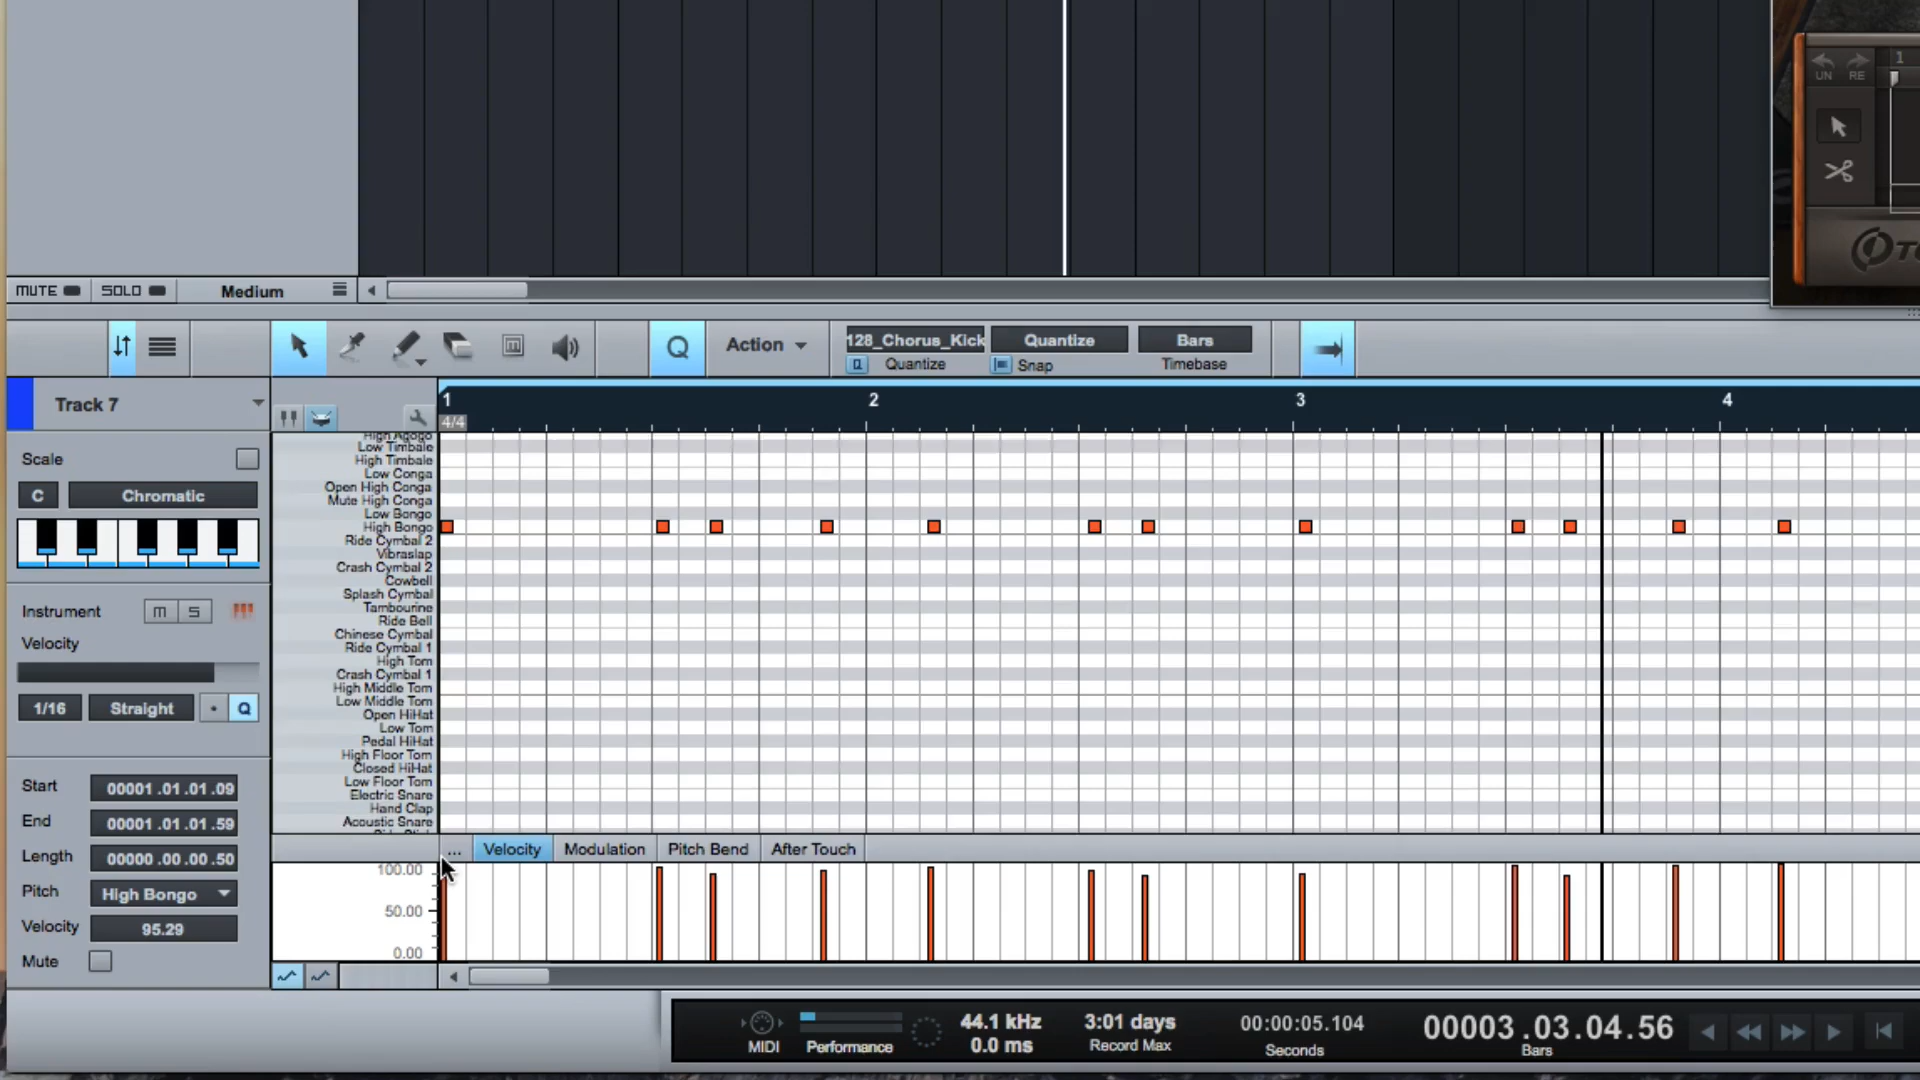 UN RE
1
MUTE SOLO Medium
Action
128_Chorus_Kick Quantize Bars
Q Quantize Snap Timebase
Track 7
1 2 3 4
4/4
Scale
C Chromatic
Instrument M S
Velocity
1/16 Straight Q
Start 00001.01.01.09
End 00001.01.01.59
Length 00000.00.00.50
Pitch High Bongo
Velocity 95.29
Mute
High Agogo
Low Timbale
High Timbale
Low Conga
Open High Conga
Mute High Conga
Low Bongo
High Bongo
Ride Cymbal 2
Vibraslap
Crash Cymbal 2
Cowbell
Splash Cymbal
Tambourine
Ride Bell
Chinese Cymbal
Ride Cymbal 1
High Tom
Crash Cymbal 1
High Middle Tom
Low Middle Tom
Open HiHat
Low Tom
Pedal HiHat
High Floor Tom
Closed HiHat
Low Floor Tom
Electric Snare
Hand Clap
Acoustic Snare
... Velocity Modulation Pitch Bend After Touch
100.00
50.00
0.00
MIDI Performance
44.1 kHz
0.0 ms
3:01 days
Record Max
00:00:05.104
Seconds
00003.03.04.56
Bars